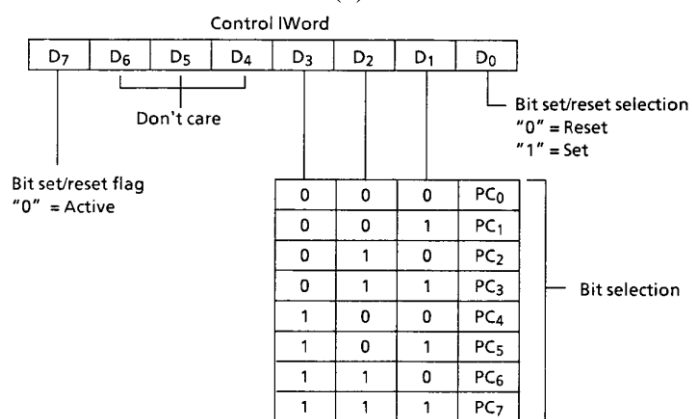 Control IWord
D7 D6 D5 D4 D3 D2 D1 D0
Don't care
Bit set/reset selection
"0" = Reset
"1" = Set
Bit set/reset flag
"0" = Active
0 0 0 PC0
0 0 1 PC1
0 1 0 PC2
0 1 1 PC3
1 0 0 PC4
1 0 1 PC5
1 1 0 PC6
1 1 1 PC7
Bit selection